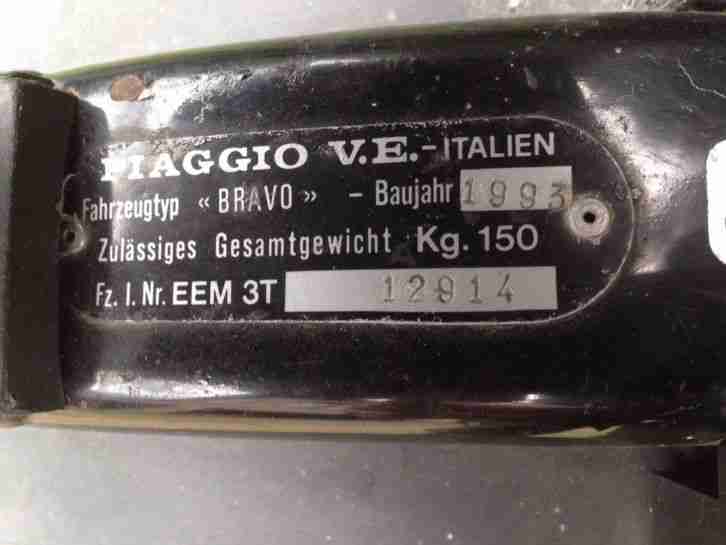 PIAGGIO V.E.-ITALIEN
Fahrzeugtyp «BRAVO» - Baujahr 1993
Zulässiges Gesamtgewicht Kg. 150
Fz. I. Nr. EEM 3T 12914